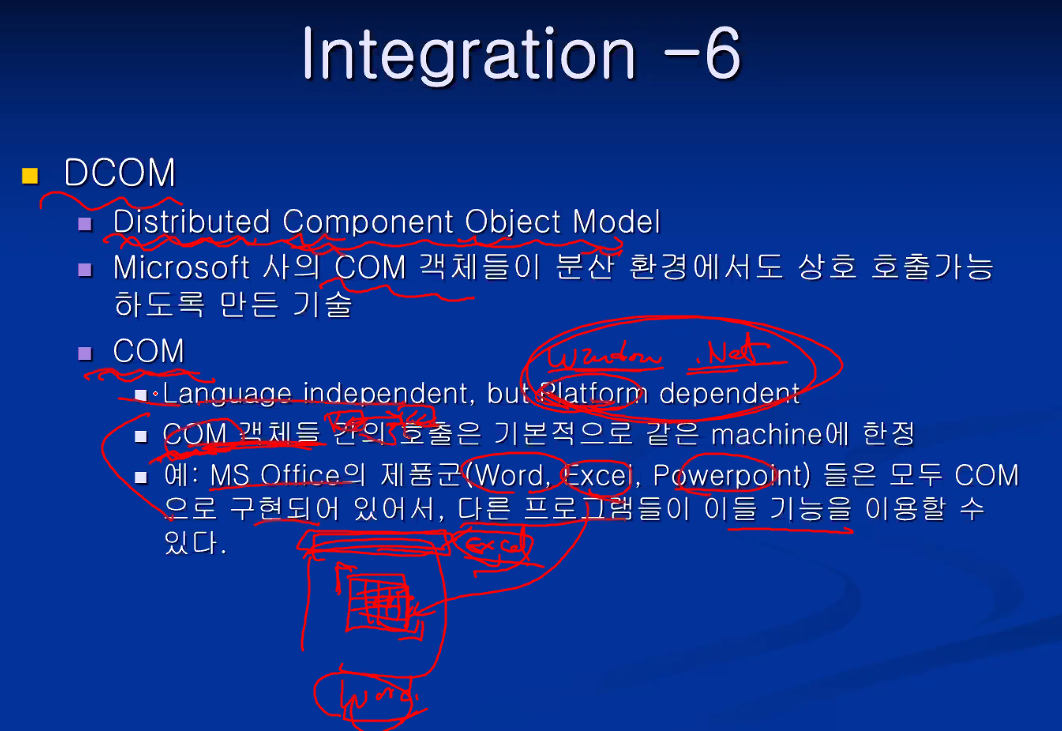 Integration -6
DCOM
Distributed Component Object Model
Microsoft 사의 COM 객체들이 분산 환경에서도 상호 호출가능
하도록 만든 기술
COM
Window .Net
Language independent, but Platform dependent
COM 객체들 간의 호출은 기본적으로 같은 machine에 한정
예: MS Office의 제품군(Word, Excel, Powerpoint) 들은 모두 COM
으로 구현되어 있어서, 다른 프로그램들이 이들 기능을 이용할 수
있다.
Excel
Word